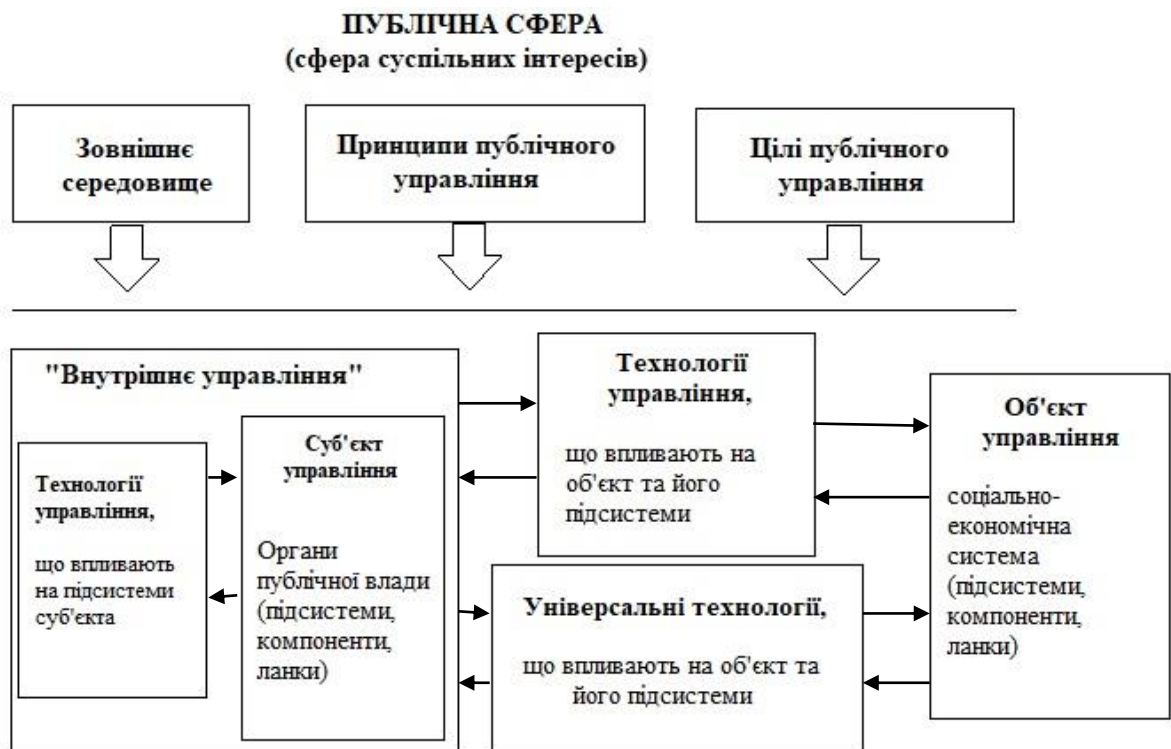 ПУБЛІЧНА СФЕРА
(сфера суспільних інтересів)
Зовнішнє
середовище
Принципи публічного
управління
Цілі публічного
управління
"Внутрішнє управління"
Технології
управління,
що впливають
на підсистеми
суб'єкта
Суб'єкт
управління
Органи
публічної влади
(підсистеми,
компоненти,
ланки)
Технології
управління,
що впливають на
об'єкт та його
підсистеми
Універсальні технології,
що впливають на об'єкт та
його підсистеми
Об'єкт
управління
соціально-
економічна
система
(підсистеми,
компоненти,
ланки)